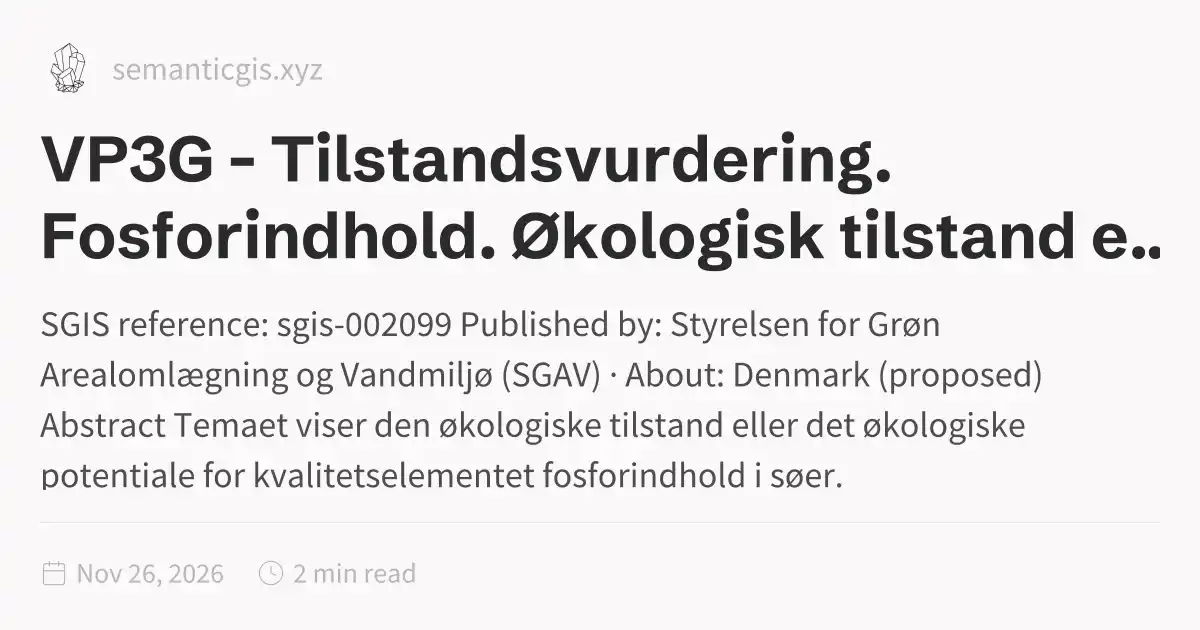 semanticgis.xyz
VP3G - Tilstandsvurdering.
Fosforindhold. Økologisk tilstand e..
SGIS reference: sgis-002099 Published by: Styrelsen for Grøn
Arealomlægning og Vandmiljø (SGAV) · About: Denmark (proposed)
Abstract Temaet viser den økologiske tilstand eller det økologiske
potentiale for kvalitetselementet fosforindhold i søer.
Nov 26, 2026
2 min read